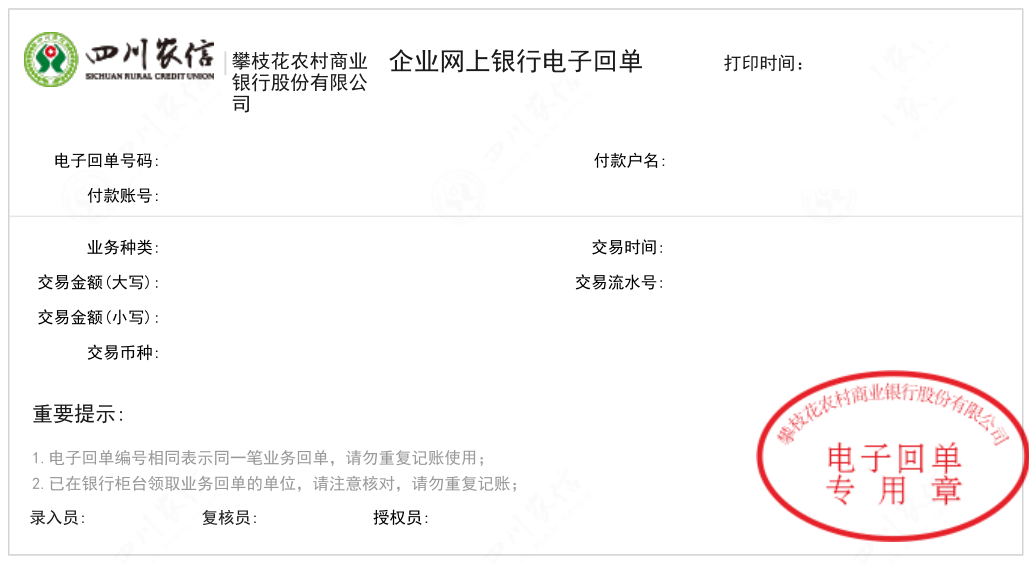 四川农信
SICHUAN RURAL CREDIT UNION
攀枝花农村商业
银行股份有限公
司
企业网上银行电子回单
打印时间：
电子回单号码：
付款户名：
付款账号：
业务种类：
交易时间：
交易金额(大写)：
交易流水号：
交易金额(小写)：
交易币种：
重要提示：
1.电子回单编号相同表示同一笔业务回单，请勿重复记账使用；
2.已在银行柜台领取业务回单的单位，请注意核对，请勿重复记账；
录入员：
复核员：
授权员：
攀枝花农村商业银行股份有限公司
电子回单
专用章